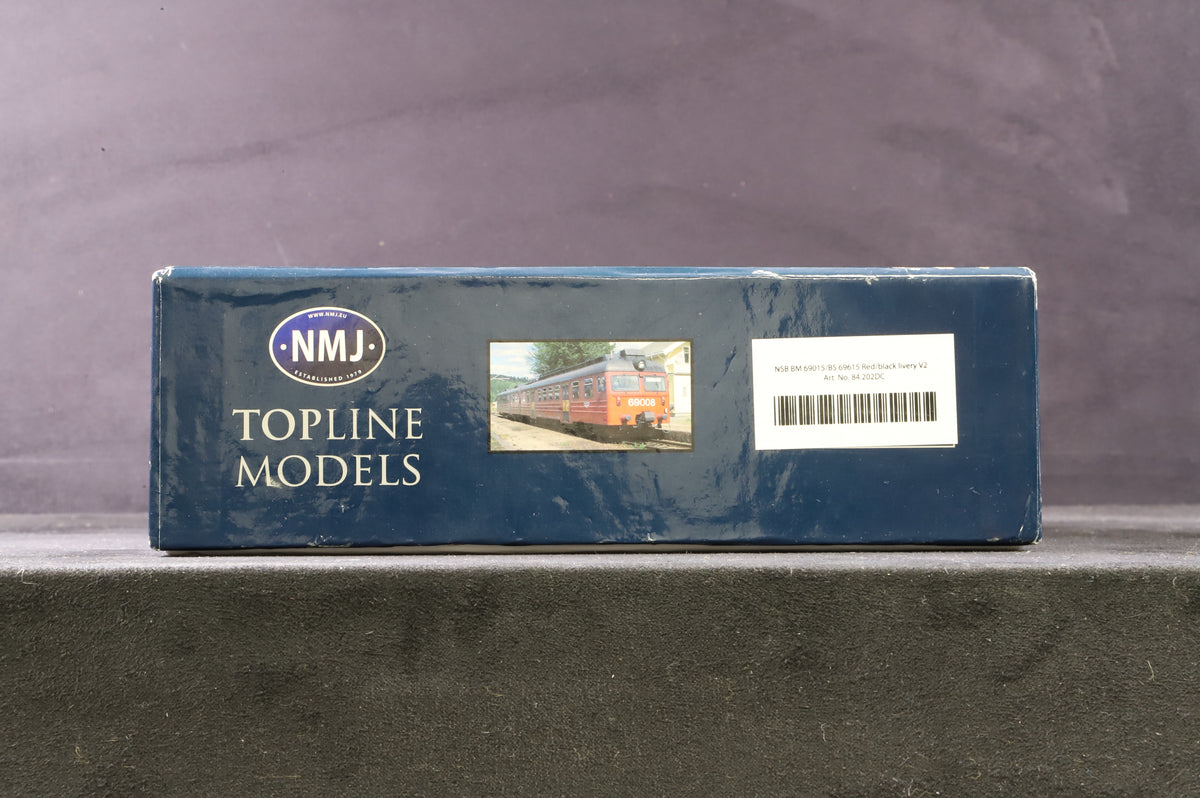 WWW.NMJ.EU
·NMJ·
ESTABLISHED 1979
TOPLINE
MODELS
69008
NSB BM 69015/BS 69615 Red/black livery V2
Art. No. 84.202DC